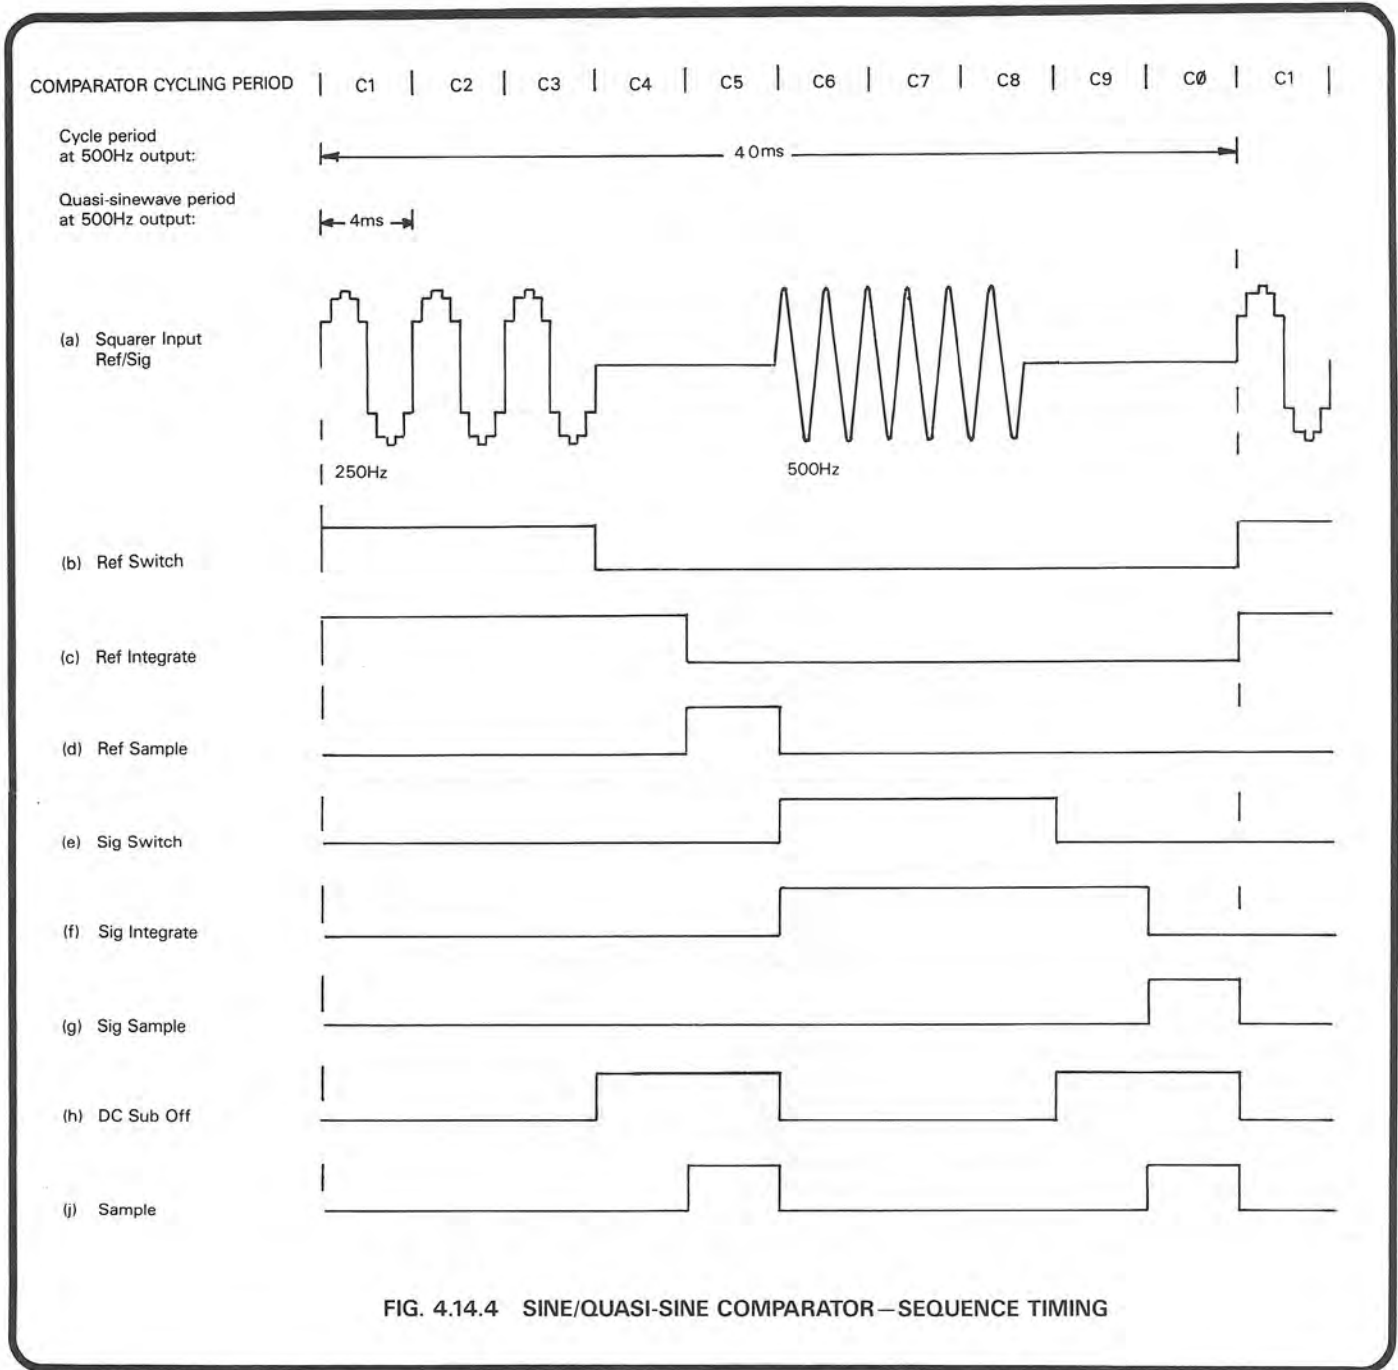 COMPARATOR CYCLING PERIOD C1 C2 C3 C4 C5 C6 C7 C8 C9 CØ C1
Cycle period
at 500Hz output:
40ms
Quasi-sinewave period
at 500Hz output:
4ms
(a) Squarer Input
Ref/Sig
250Hz
500Hz
(b) Ref Switch
(c) Ref Integrate
(d) Ref Sample
(e) Sig Switch
(f) Sig Integrate
(g) Sig Sample
(h) DC Sub Off
(j) Sample
FIG. 4.14.4 SINE/QUASI-SINE COMPARATOR—SEQUENCE TIMING